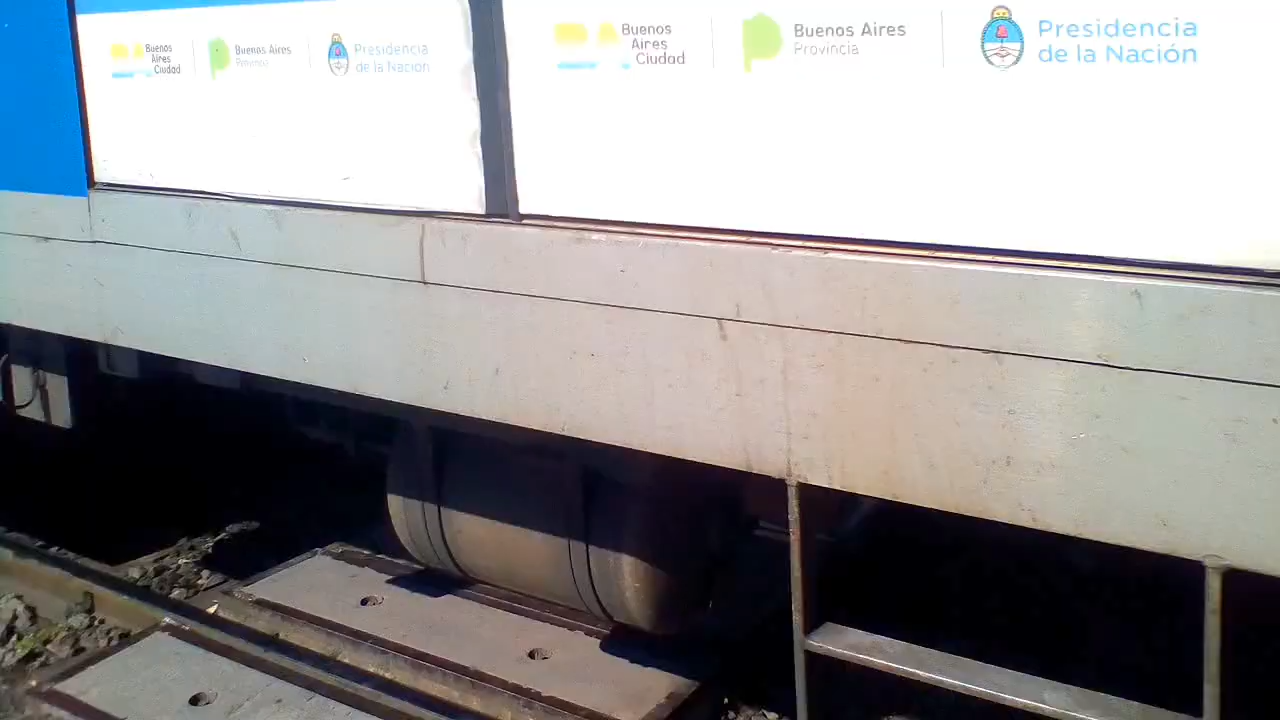 Buenos
Aires
Ciudad
Buenos Aires
Provincia
Presidencia
de la Nación
Buenos
Aires
Ciudad
Buenos Aires
Provincia
Presidencia
de la Nación